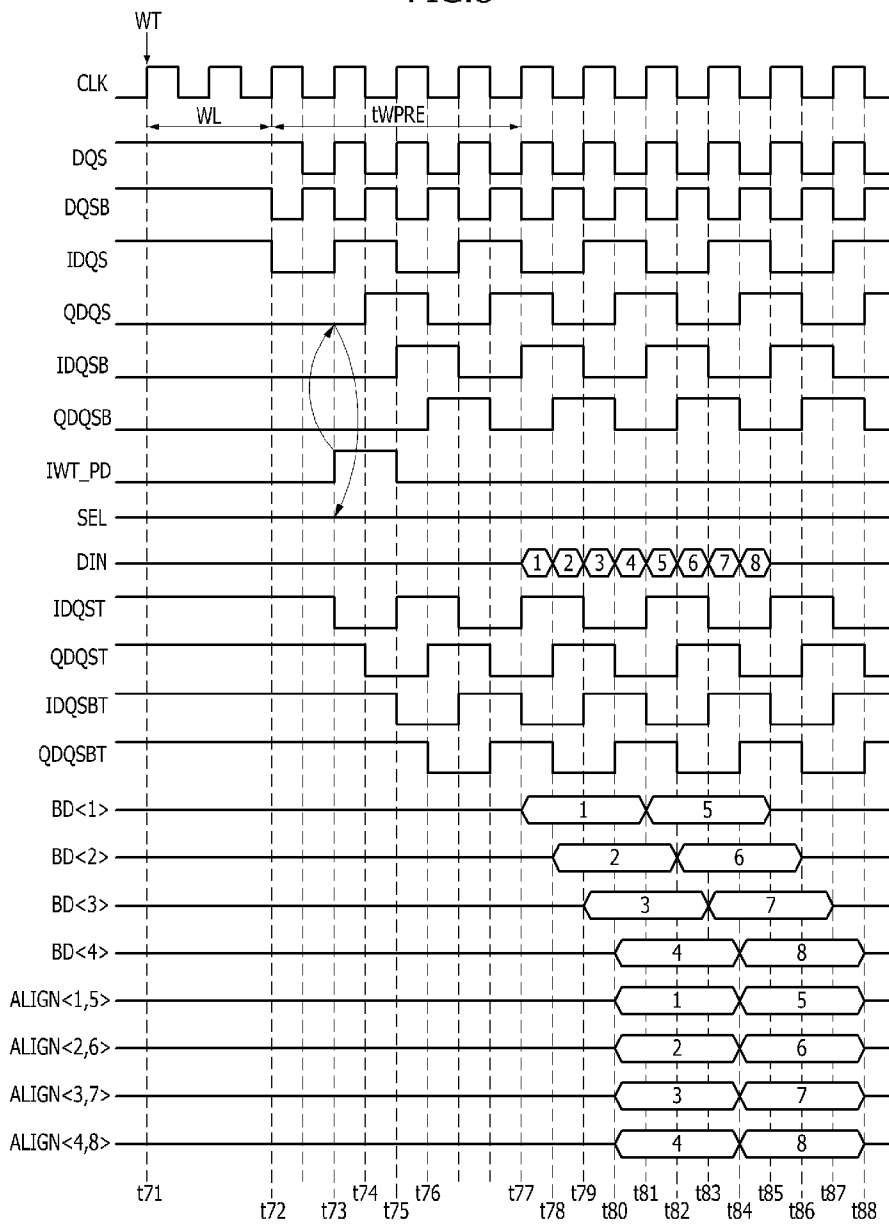 WT
CLK
WL
tWPRE
DQS
DQSB
IDQS
QDQS
IDQSB
QDQSB
IWT_PD
SEL
DIN 1 2 3 4 5 6 7 8
IDQST
QDQST
IDQSBT
QDQSBT
BD<1> 1 5
BD<2> 2 6
BD<3> 3 7
BD<4> 4 8
ALIGN<1,5> 1 5
ALIGN<2,6> 2 6
ALIGN<3,7> 3 7
ALIGN<4,8> 4 8
t71 t74 t76 t77 t79 t81 t83 t85 t87
t72 t73 t75 t78 t80 t82 t84 t86 t88